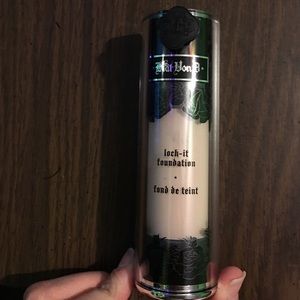 Kat Von D
lock-it
foundation
•
fond de teint